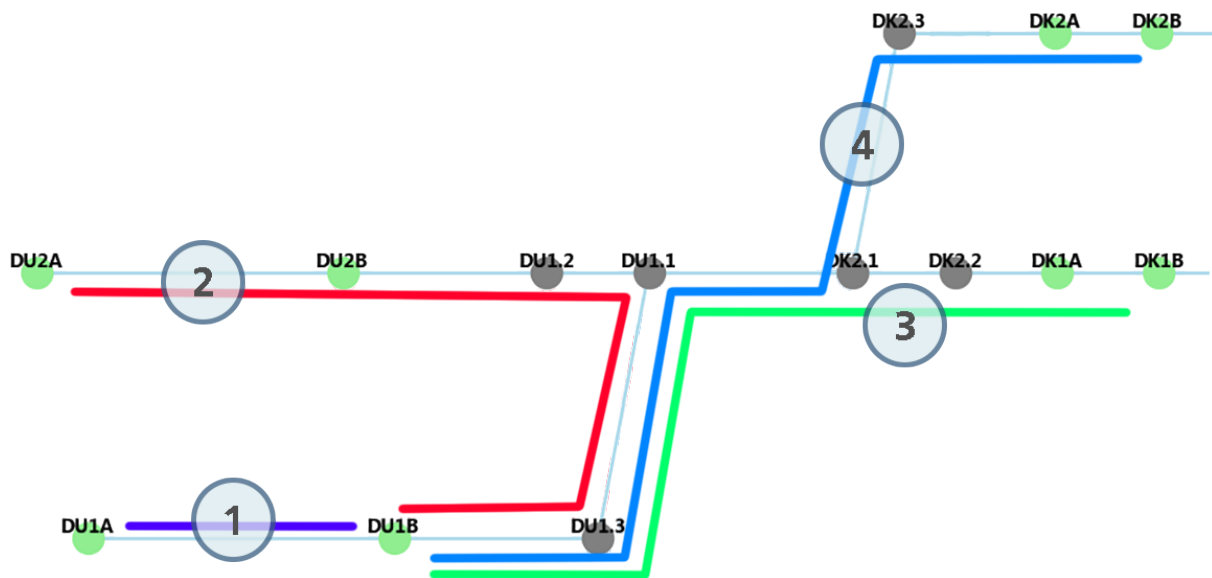 DK2.3 DK2A DK2B
4
DU2A DU2B DU1.2 DU1.1 DK2.1 DK2.2 DK1A DK1B
2
3
1
DU1A DU1B DU1.3